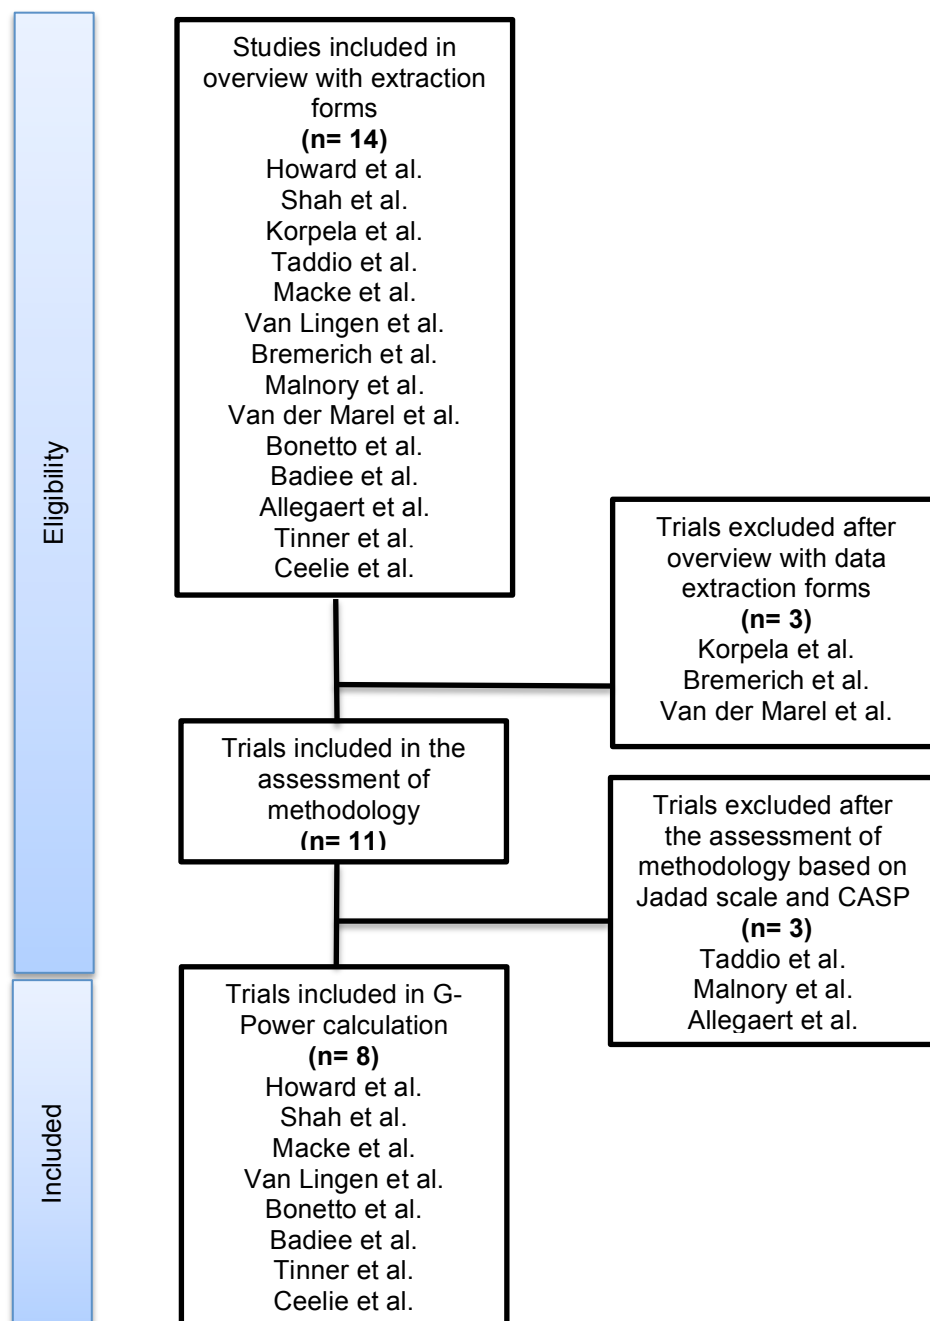 Eligibility
Studies included in
overview with extraction
forms
(n= 14)
Howard et al.
Shah et al.
Korpela et al.
Taddio et al.
Macke et al.
Van Lingen et al.
Bremerich et al.
Malnory et al.
Van der Marel et al.
Bonetto et al.
Badiee et al.
Allegaert et al.
Tinner et al.
Ceelie et al.
Trials excluded after
overview with data
extraction forms
(n= 3)
Korpela et al.
Bremerich et al.
Van der Marel et al.
Trials included in the
assessment of
methodology
(n= 11)
Trials excluded after
the assessment of
methodology based on
Jadad scale and CASP
(n= 3)
Taddio et al.
Malnory et al.
Allegaert et al.
Included
Trials included in G-
Power calculation
(n= 8)
Howard et al.
Shah et al.
Macke et al.
Van Lingen et al.
Bonetto et al.
Badiee et al.
Tinner et al.
Ceelie et al.